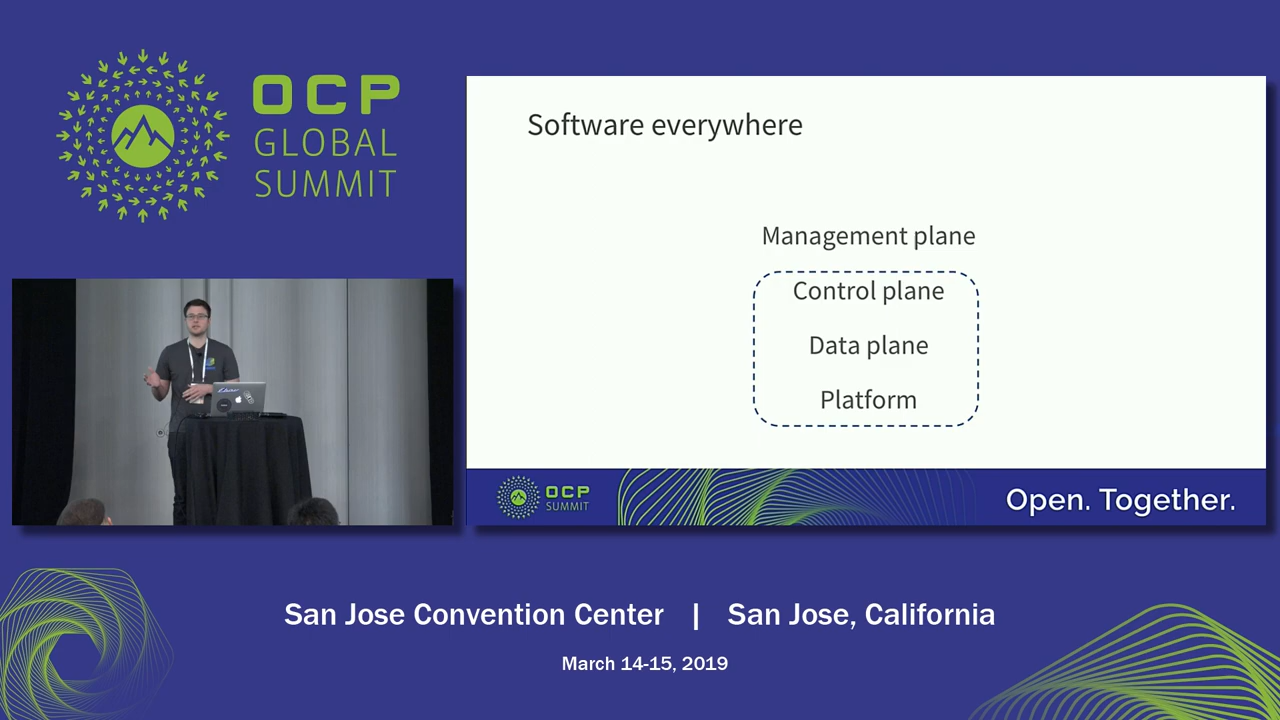 OCP
GLOBAL
SUMMIT
Software everywhere
Management plane
Control plane
Data plane
Platform
OCP
SUMMIT
Open. Together.
San Jose Convention Center | San Jose, California
March 14-15, 2019